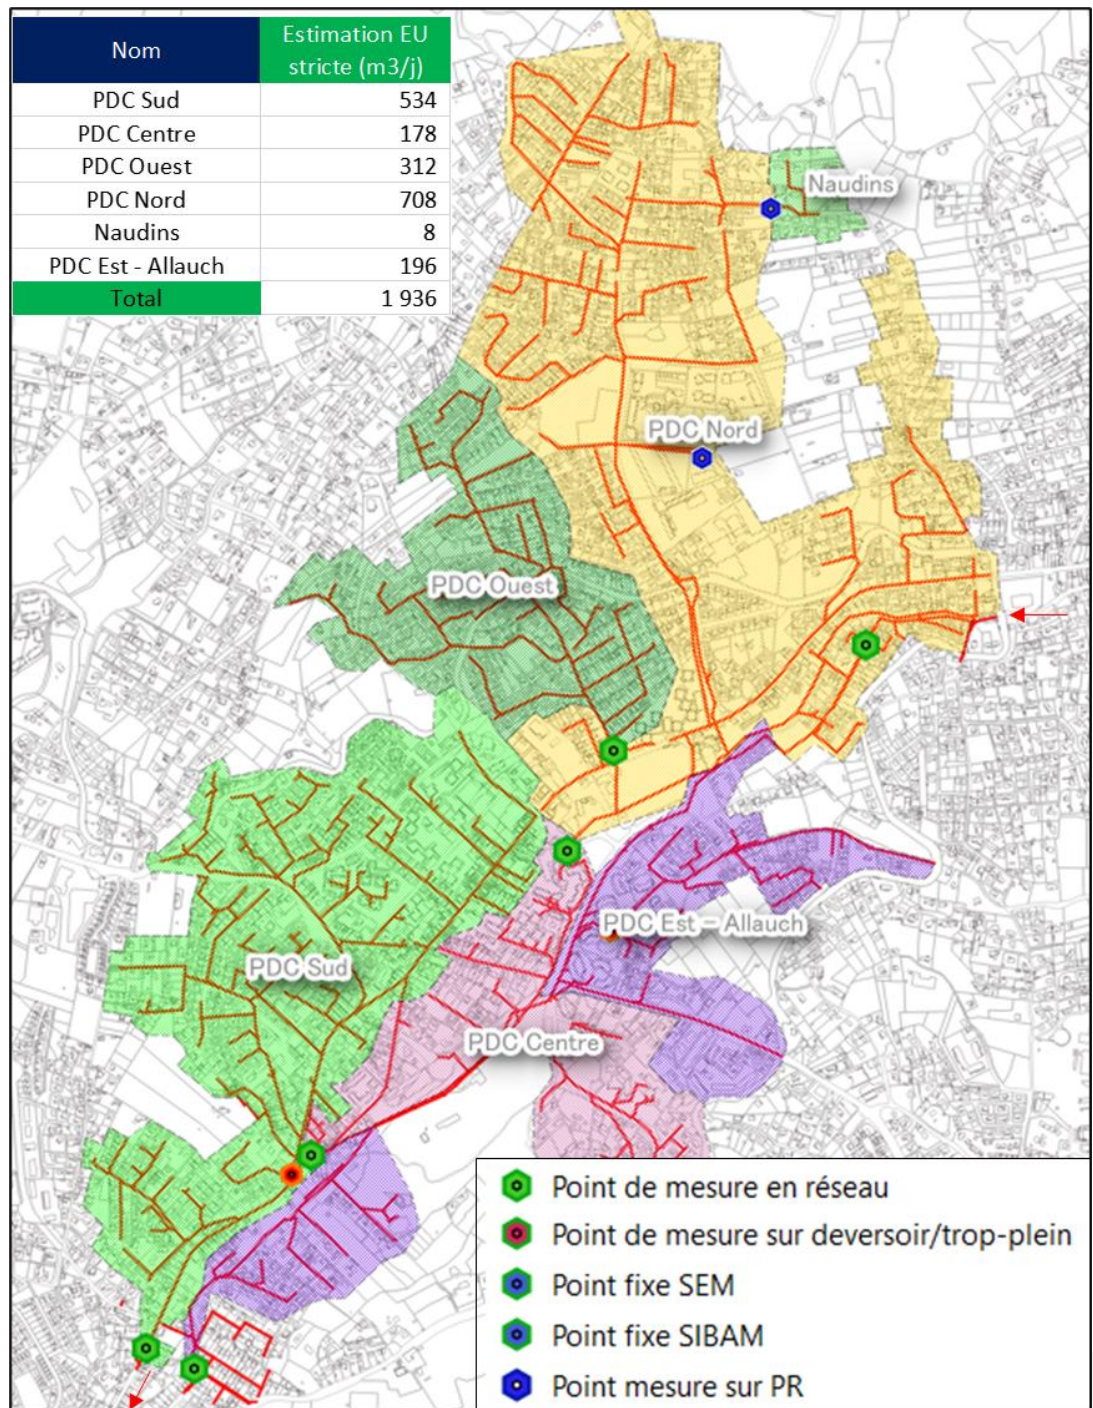 Nom Estimation EU
stricte (m3/j)
PDC Sud 534
PDC Centre 178
PDC Ouest 312
PDC Nord 708
Naudins 8
PDC Est - Allauch 196
Total 1 936
Naudins
PDC Nord
PDC Ouest
PDC Est – Allauch
PDC Sud
PDC Centre
Point de mesure en réseau
Point de mesure sur deversoir/trop-plein
Point fixe SEM
Point fixe SIBAM
Point mesure sur PR